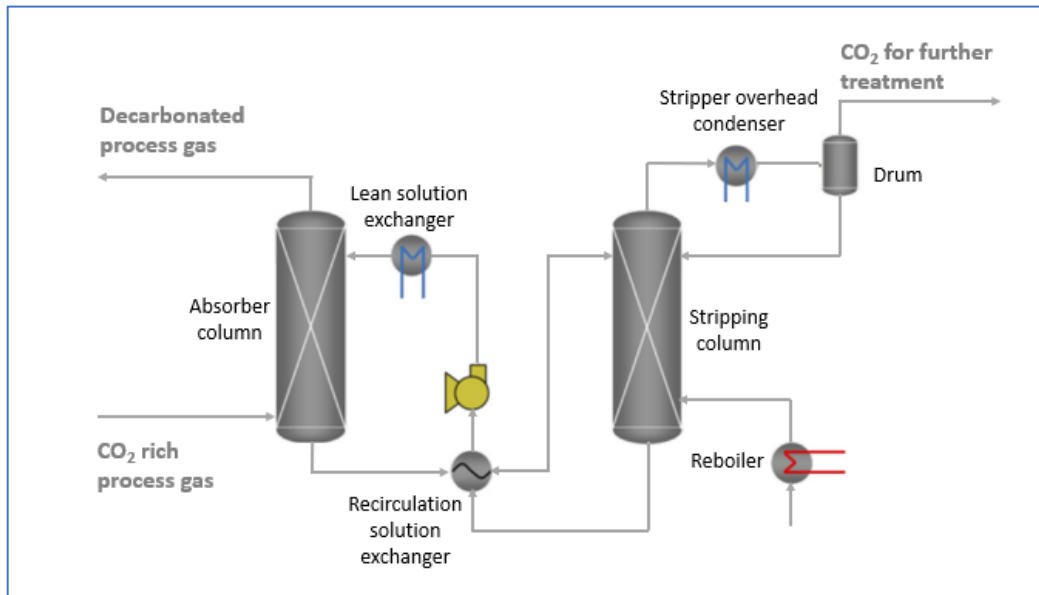 CO₂ for further
treatment
Stripper overhead
condenser
Decarbonated
process gas
Drum
Lean solution
exchanger
Absorber
column
Stripping
column
CO₂ rich
process gas
Reboiler
Recirculation
solution
exchanger